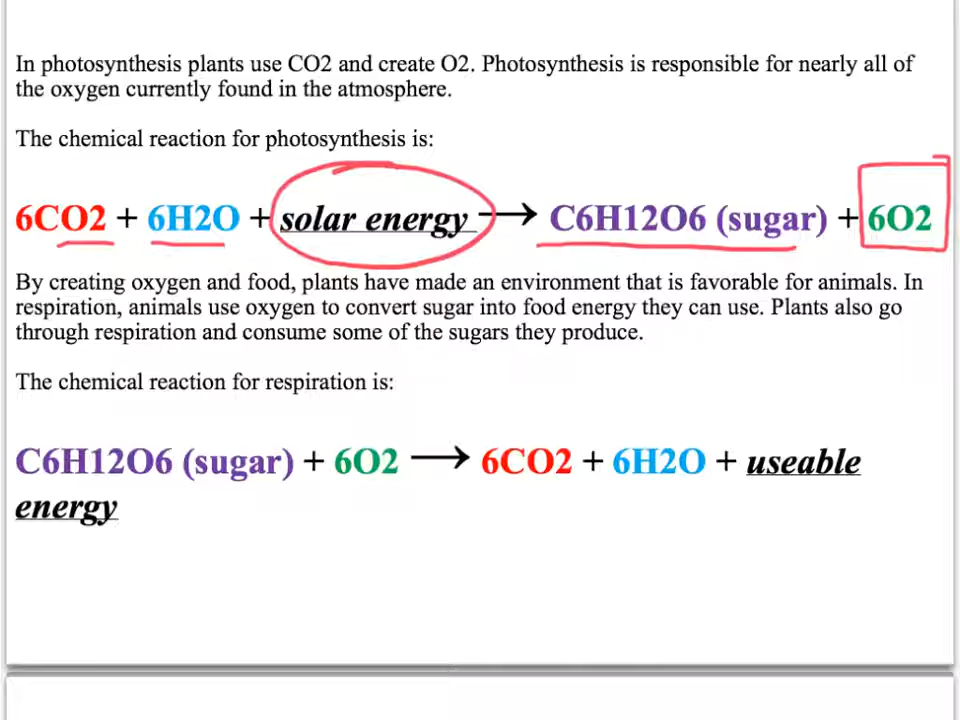 In photosynthesis plants use CO2 and create O2. Photosynthesis is responsible for nearly all of
the oxygen currently found in the atmosphere.
The chemical reaction for photosynthesis is:
6CO2 + 6H2O + solar energy → C6H12O6 (sugar) + 6O2
By creating oxygen and food, plants have made an environment that is favorable for animals. In
respiration, animals use oxygen to convert sugar into food energy they can use. Plants also go
through respiration and consume some of the sugars they produce.
The chemical reaction for respiration is:
C6H12O6 (sugar) + 6O2 → 6CO2 + 6H2O + useable
energy